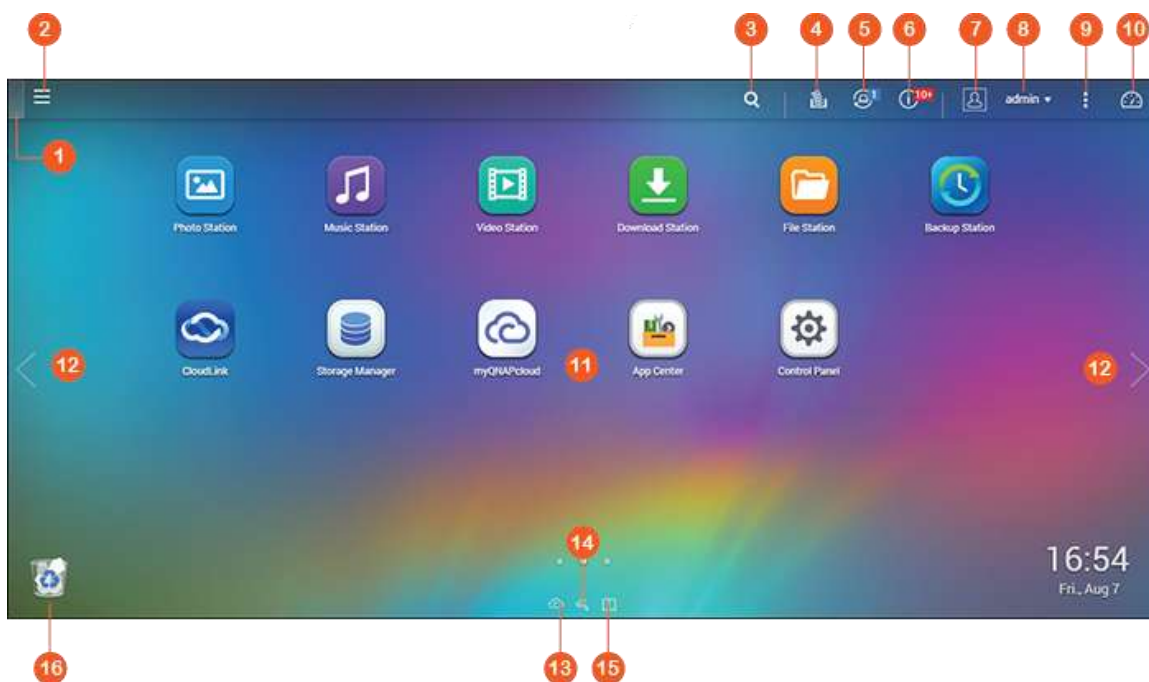 2
3
4
5
6
7
8
9
10
1
10+
admin
1
Photo Station
Music Station
Video Station
Download Station
File Station
Backup Station
12
CloudLink
Storage Manager
myQNAPcloud
11
App Center
Control Panel
12
14
16:54
Fri., Aug 7
16
13
15